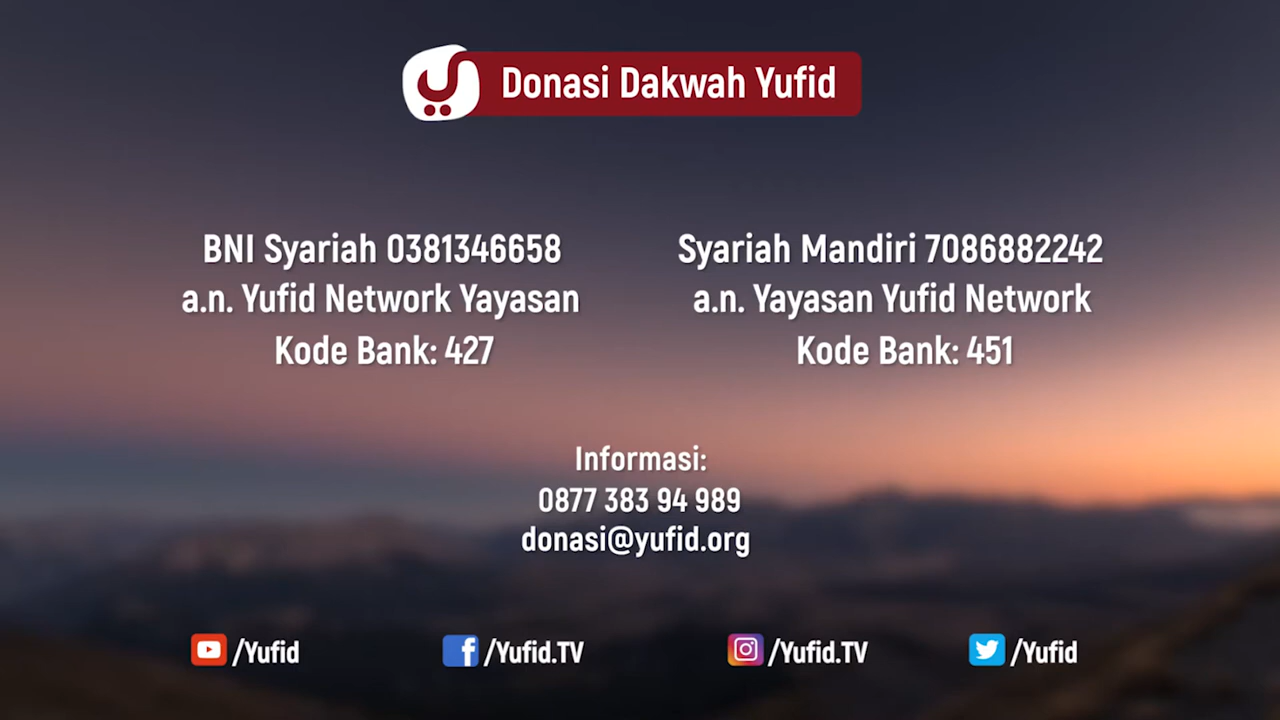 Donasi Dakwah Yufid
BNI Syariah 0381346658
a.n. Yufid Network Yayasan
Kode Bank: 427
Syariah Mandiri 7086882242
a.n. Yayasan Yufid Network
Kode Bank: 451
Informasi:
0877 383 94 989
donasi@yufid.org
/Yufid
/Yufid.TV
/Yufid.TV
/Yufid